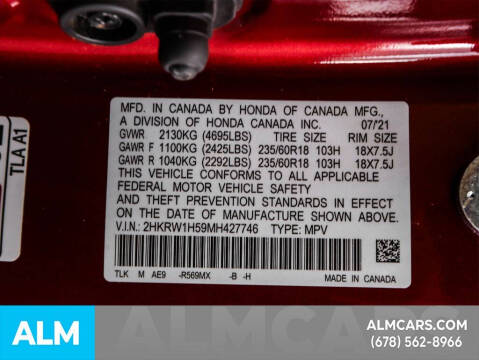 MFD. IN CANADA BY HONDA OF CANADA MFG.,
A DIVISION OF HONDA CANADA INC. 07/'21
GVWR 2130KG (4695LBS) TIRE SIZE RIM SIZE
GAWR F 1100KG (2425LBS) 235/60R18 103H 18X7.5J
GAWR R 1040KG (2292LBS) 235/60R18 103H 18X7.5J
THIS VEHICLE CONFORMS TO ALL APPLICABLE
FEDERAL MOTOR VEHICLE SAFETY
AND THEFT PREVENTION STANDARDS IN EFFECT
ON THE DATE OF MANUFACTURE SHOWN ABOVE.
V.I.N.: 2HKRW1H59MH427746 TYPE: MPV
TLK M AE9 -R569MX -B -H MADE IN CANADA
TLA A1
ALM
ALMCARS.COM
ALMCARS.COM
(678) 562-8966